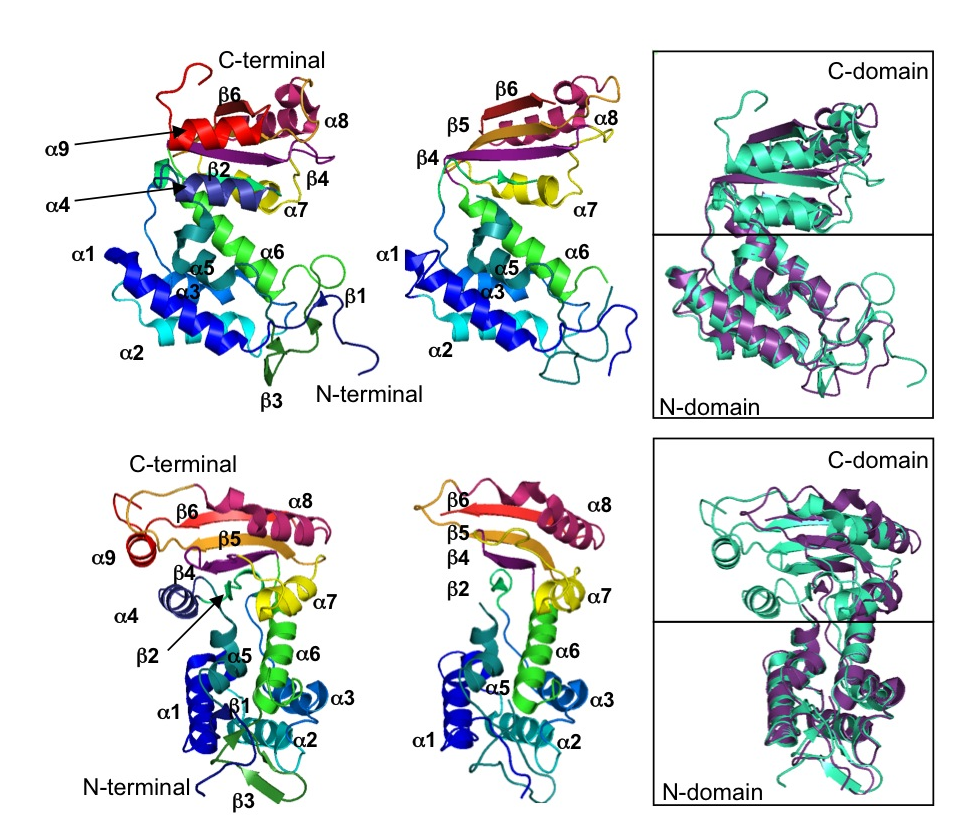 C-terminal
β6
α8
α9
β2
β4
α4
α7
α1
α6
α5
α3
β1
α2
N-terminal
β3
β6
β5
α8
β4
α7
α1
α6
α5
α3
α2
C-domain
N-domain
C-terminal
α8
β6
β5
α9
β4
α4
α7
β2
α5
α6
α3
α1
β1
α2
N-terminal
β3
β6
α8
β5
β4
β2
α7
α6
α5
α3
α1
α2
C-domain
N-domain